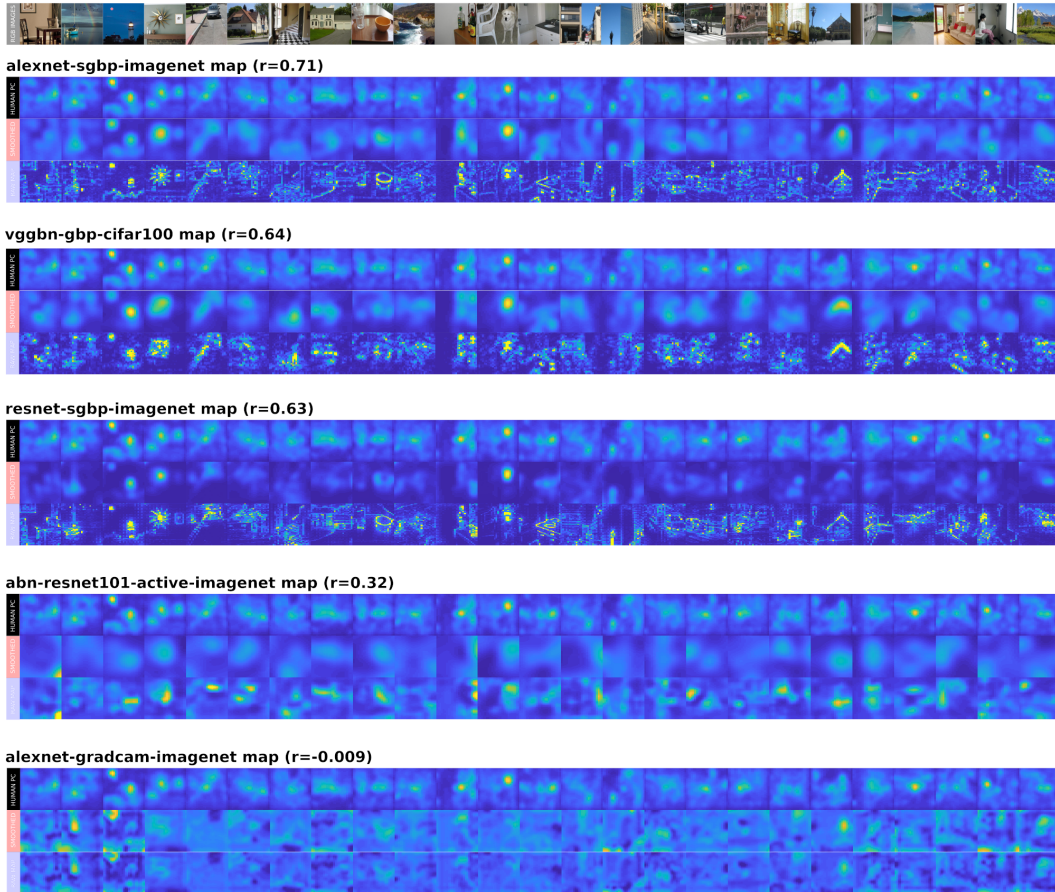 RGB IMAGES
alexnet-sgbp-imagenet map (r=0.71)
HUMAN PC
SMOOTHED
vggbn-gbp-cifar100 map (r=0.64)
HUMAN PC
SMOOTHED
resnet-sgbp-imagenet map (r=0.63)
HUMAN PC
SMOOTHED
abn-resnet101-active-imagenet map (r=0.32)
HUMAN PC
SMOOTHED
alexnet-gradcam-imagenet map (r=-0.009)
HUMAN PC
SMOOTHED